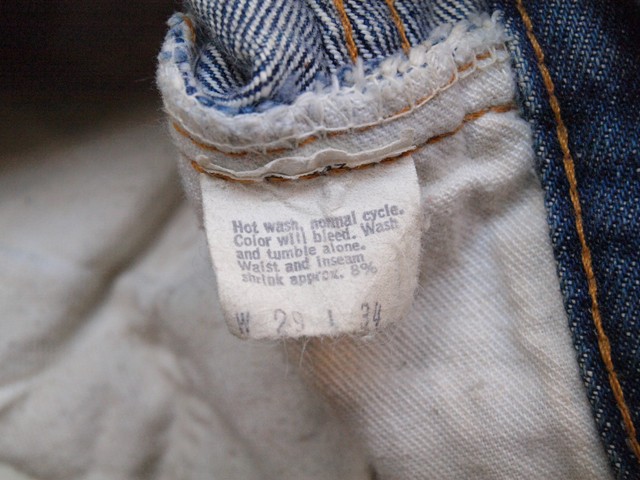 Hot wash, normal cycle.
Color will bleed. Wash
and tumble alone.
Waist and inseam
shrink approx. 8%
W 29 L 34